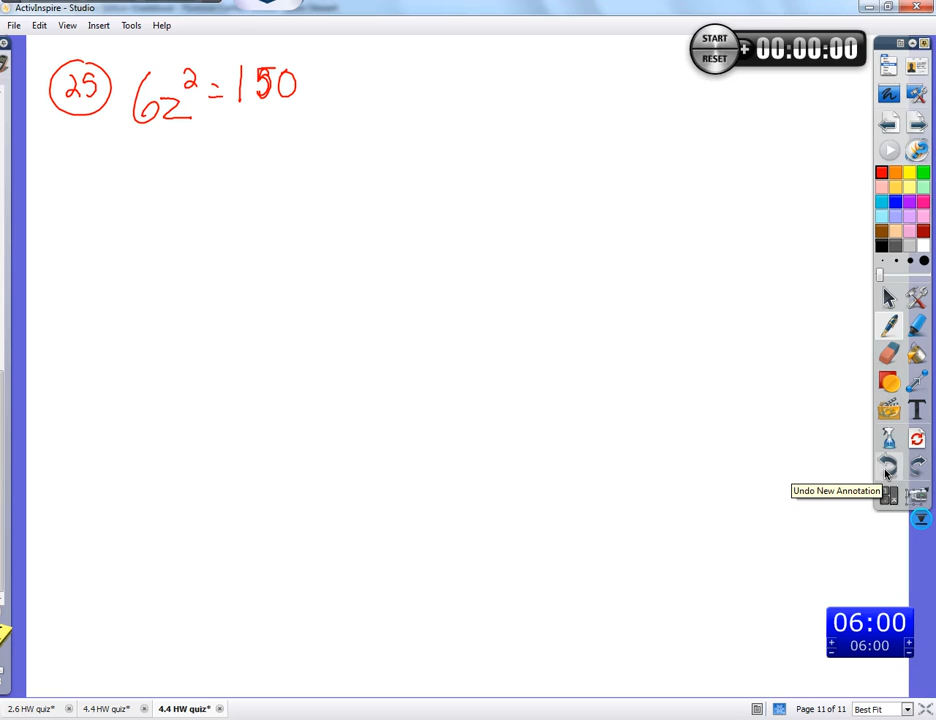 ActivInspire - Studio
File Edit View Insert Tools Help
START
RESET
00:00:00
25 6z² = 150
T
Undo New Annotation
06:00
06:00
2.6 HW quiz* 4.4 HW quiz* 4.4 HW quiz* Page 11 of 11 Best Fit